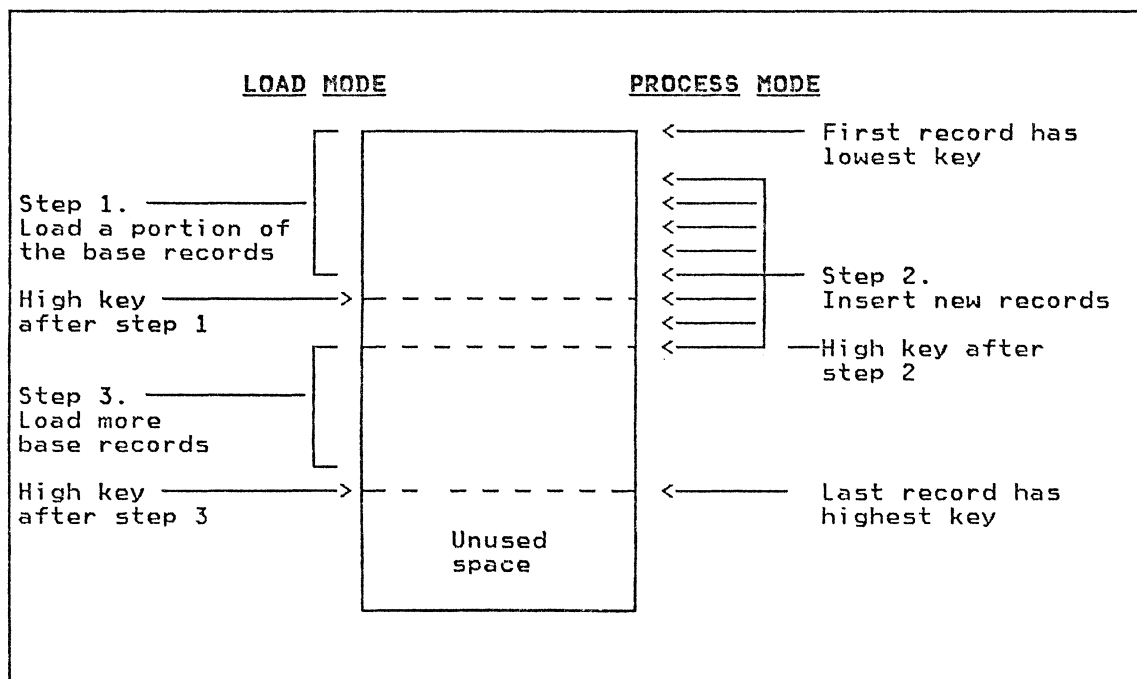 LOAD MODE
PROCESS MODE
First record has
lowest key
Step 1.
Load a portion of
the base records
Step 2.
Insert new records
High key
after step 1
High key after
step 2
Step 3.
Load more
base records
High key
after step 3
Last record has
highest key
Unused
space